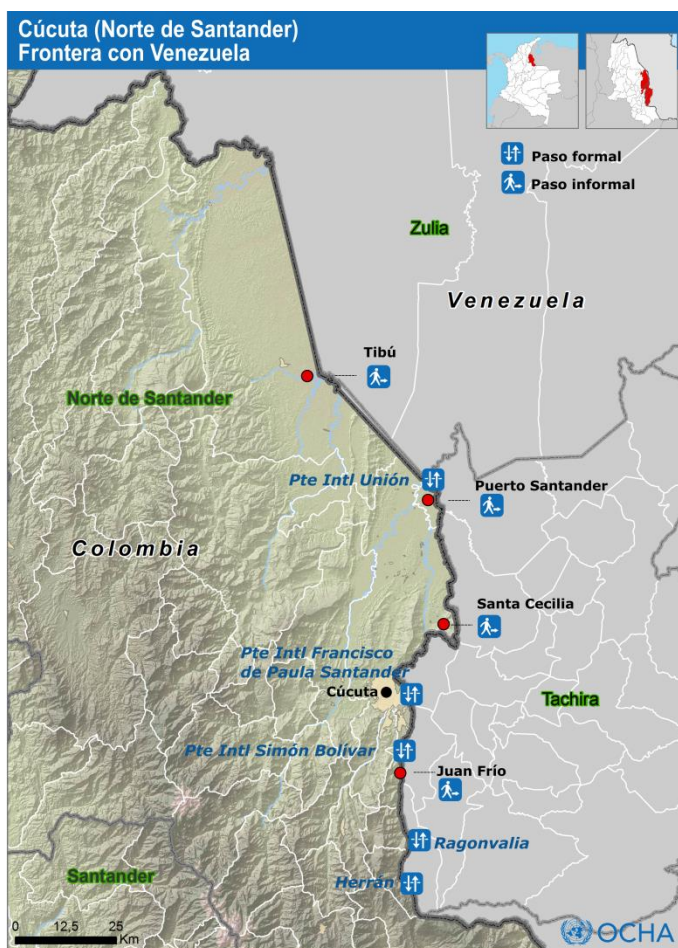 Cúcuta (Norte de Santander)
Frontera con Venezuela
Paso formal
Paso informal
Zulia
Venezuela
Tibú
Norte de Santander
Pte Intl Unión
Puerto Santander
Colombia
Santa Cecilia
Pte Intl Francisco
de Paula Santander
Cúcuta
Tachira
Pte Intl Simón Bolívar
Juan Frío
Ragonvalia
Santander
Herrán
0 12,5 25
Km
OCHA